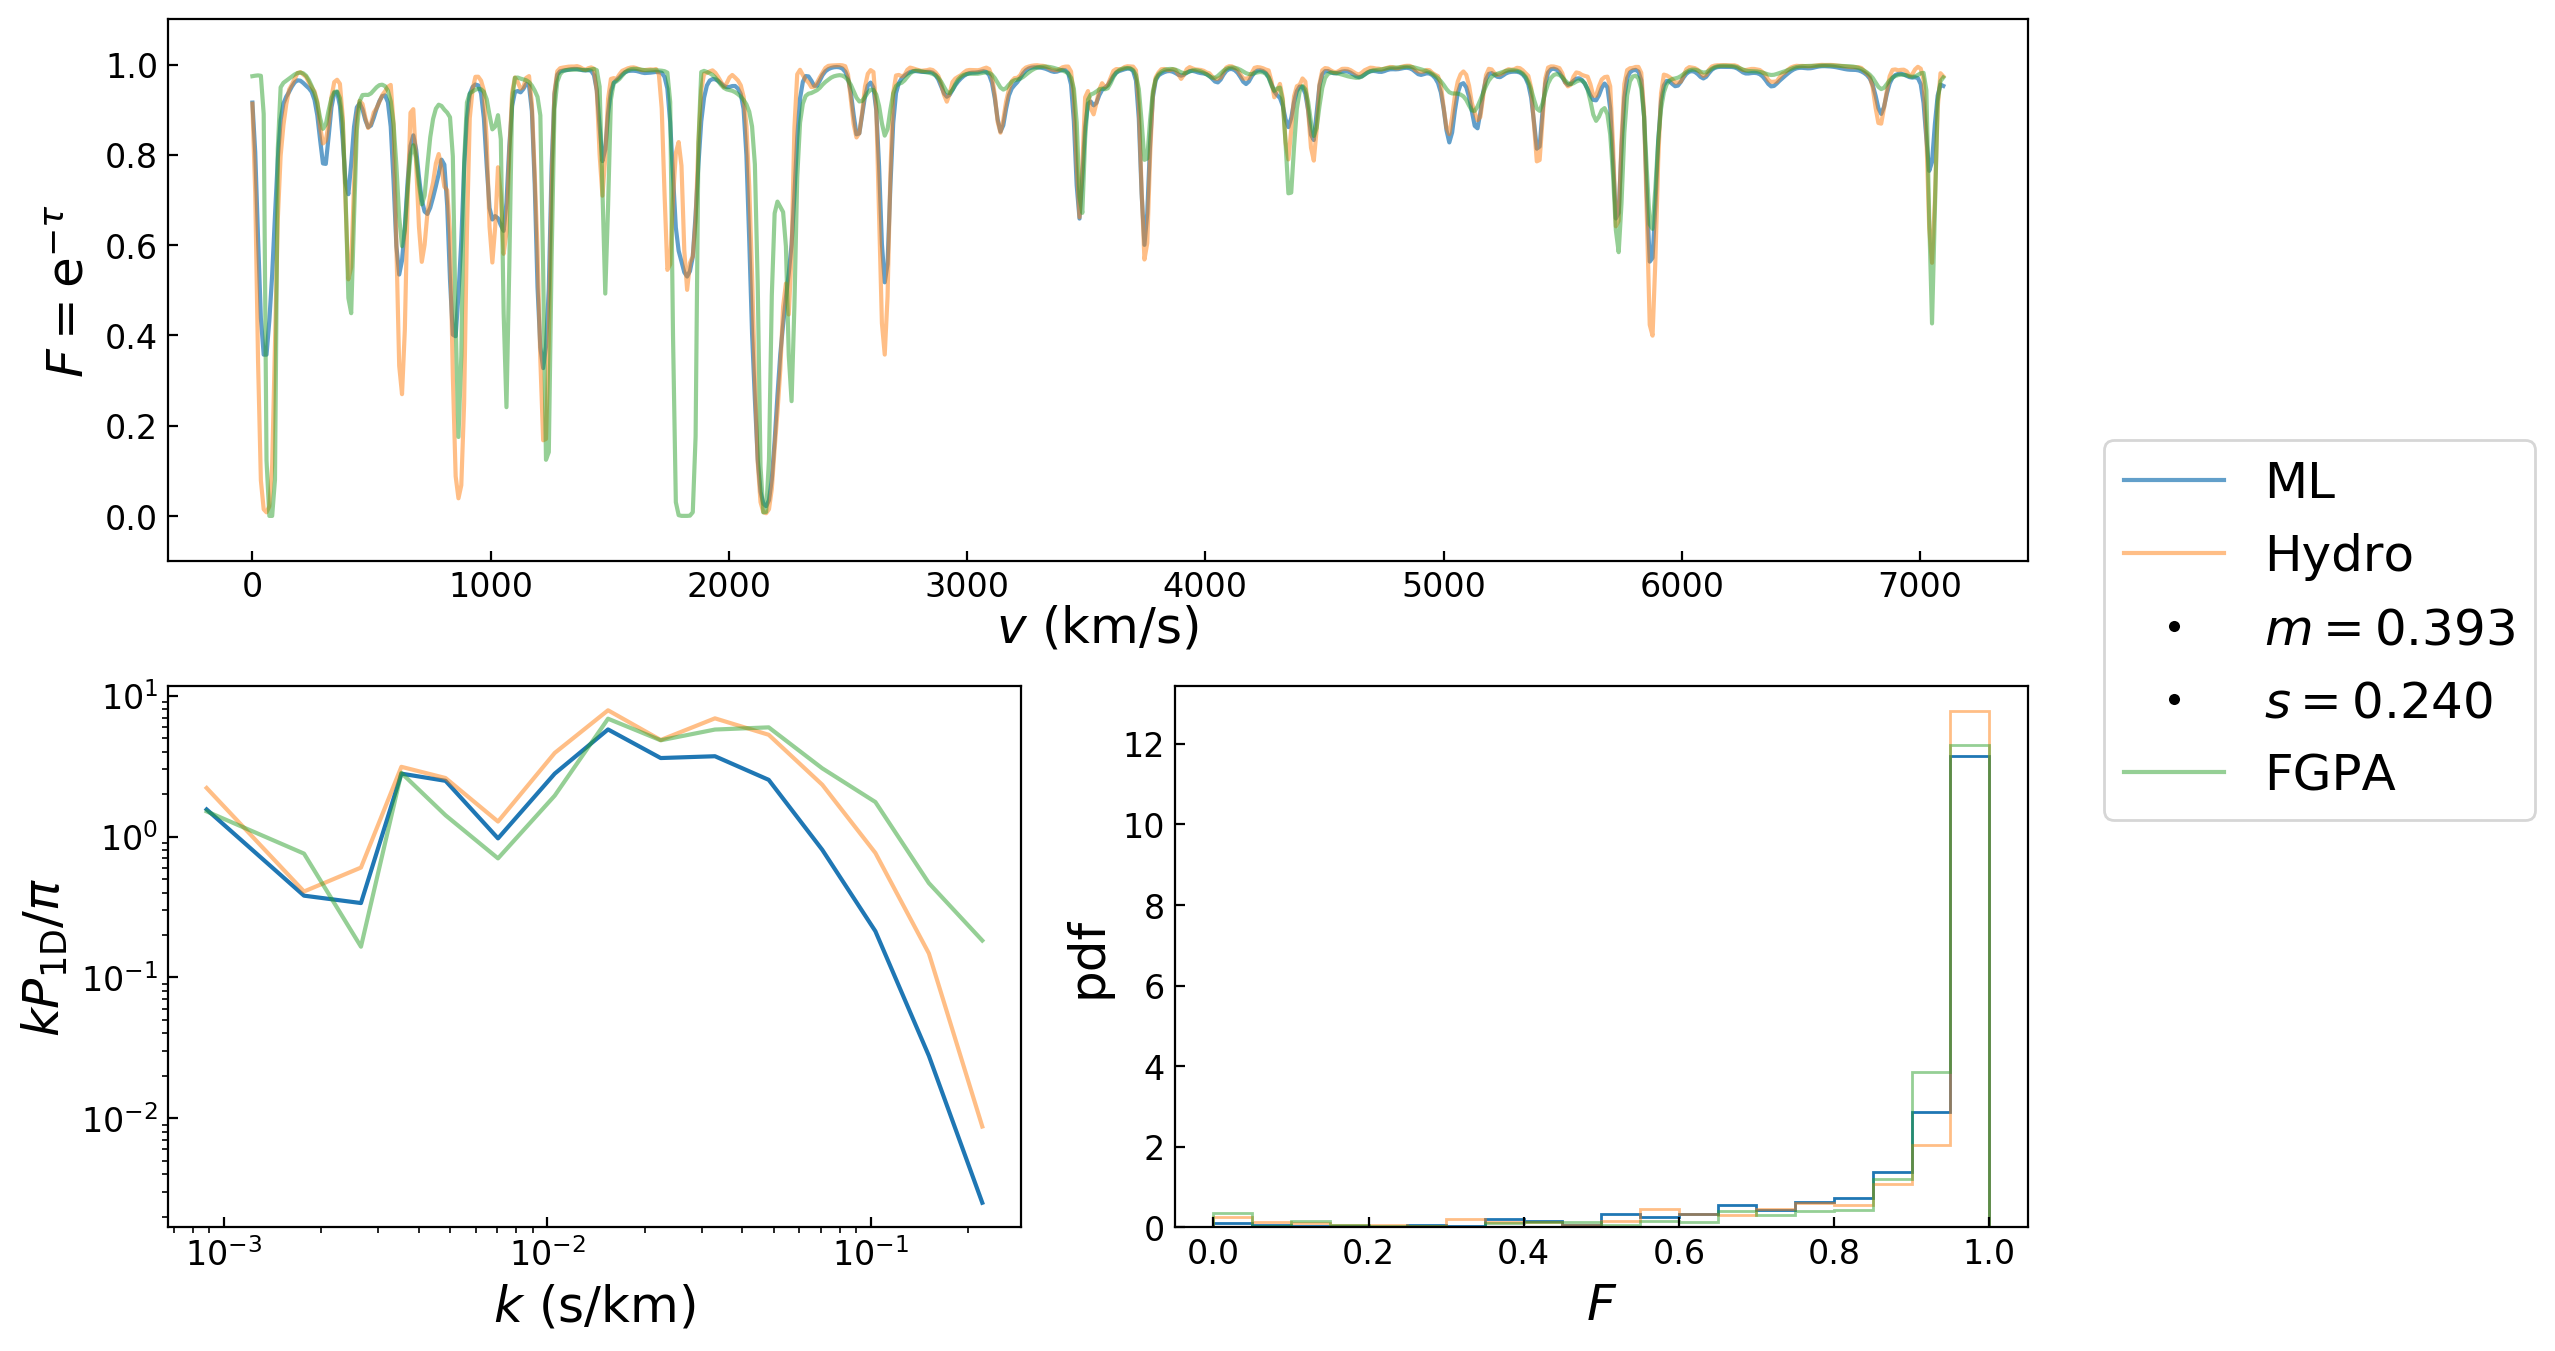 1.0
0.8
0.6
0.4
0.2
0.0
F = e^{−τ}
0 1000 2000 3000 4000 5000 6000 7000
v (km/s)
ML
Hydro
m = 0.393
s = 0.240
FGPA
10^1
10^0
10^{−1}
10^{−2}
kP_{1D}/π
10^{−3} 10^{−2} 10^{−1}
k (s/km)
12
10
8
6
4
2
0
pdf
0.0 0.2 0.4 0.6 0.8 1.0
F